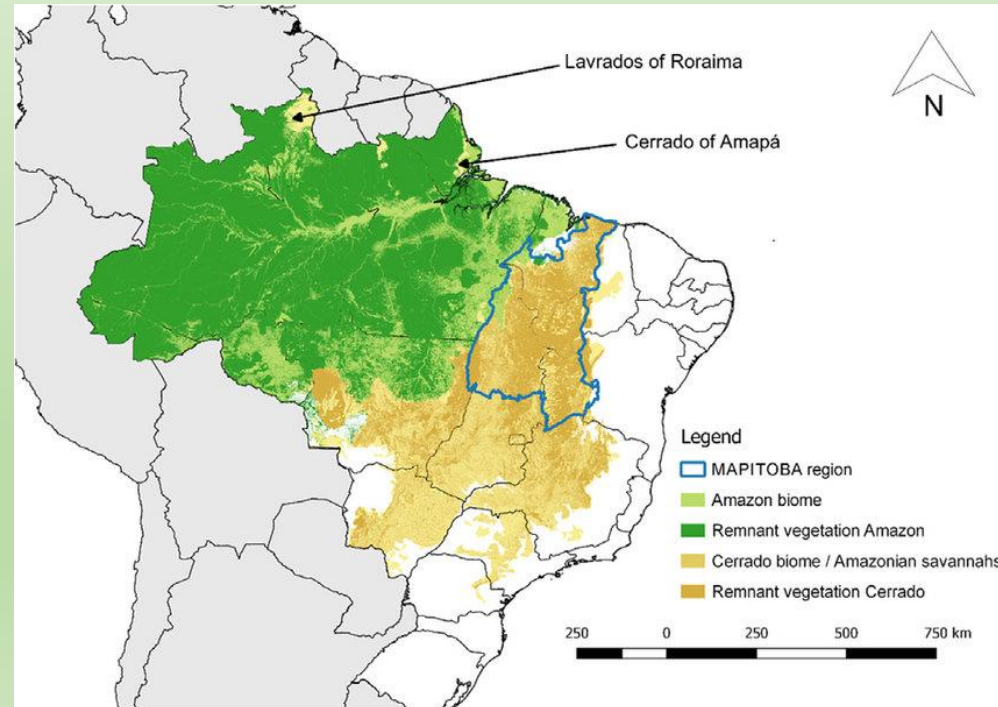 Lavrados of Roraima
Cerrado of Amapá
N
Legend
MAPITOBA region
Amazon biome
Remnant vegetation Amazon
Cerrado biome / Amazonian savannahs
Remnant vegetation Cerrado
250 0 250 500 750 km